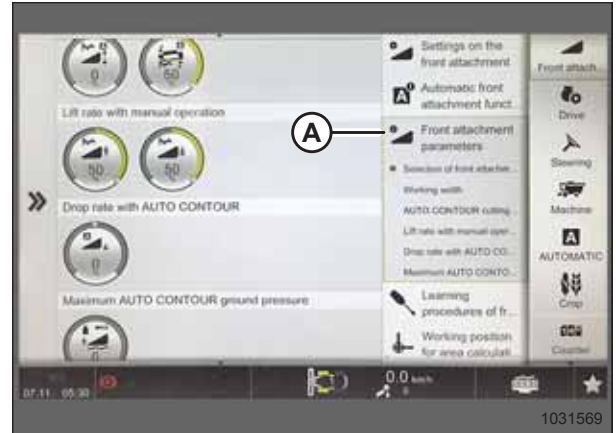 0
50
Lift rate with manual operation
50
50
Drop rate with AUTO CONTOUR
0
Maximum AUTO CONTOUR ground pressure
0
Settings on the
front attachment
Automatic front
attachment funct...
A
Front attachment
parameters
Selection of front attachm...
Working width
AUTO CONTOUR cutting...
Lift rate with manual oper...
Drop rate with AUTO CO...
Maximum AUTO CONTO...
Learning
procedures of fr...
Working position
for area calculati...
Front attach...
Drive
Steering
Machine
AUTOMATIC
Crop
Counter
07.11. 05:30
0.0 km/h
1031569